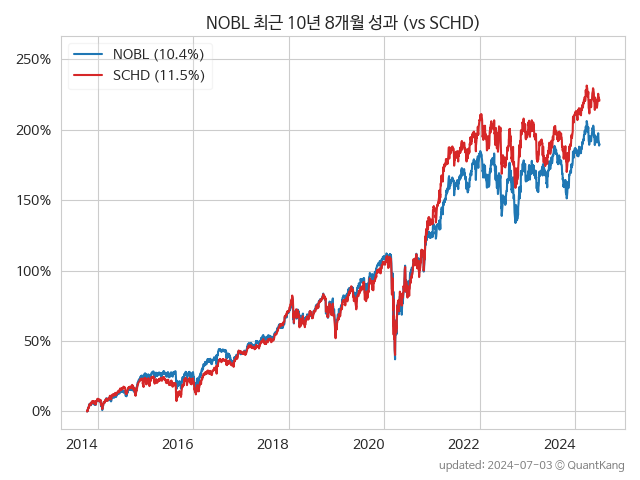 NOBL 최근 10년 8개월 성과 (vs SCHD)
NOBL (10.4%)
SCHD (11.5%)
250%
200%
150%
100%
50%
0%
2014 2016 2018 2020 2022 2024
updated: 2024-07-03 © QuantKang